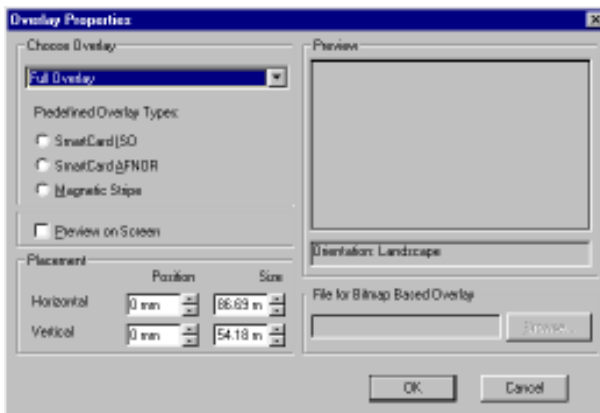 Overlay Properties
Choose Overlay
Full Overlay
Predefined Overlay Types:
SmartCard ISO
SmartCard AFNOR
Magnetic Stripe
Preview on Screen
Placement
Position Size
Horizontal 0 mm 86.69 m
Vertical 0 mm 54.18 m
Preview
Orientation: Landscape
File for Bitmap Based Overlay
Browse...
OK Cancel